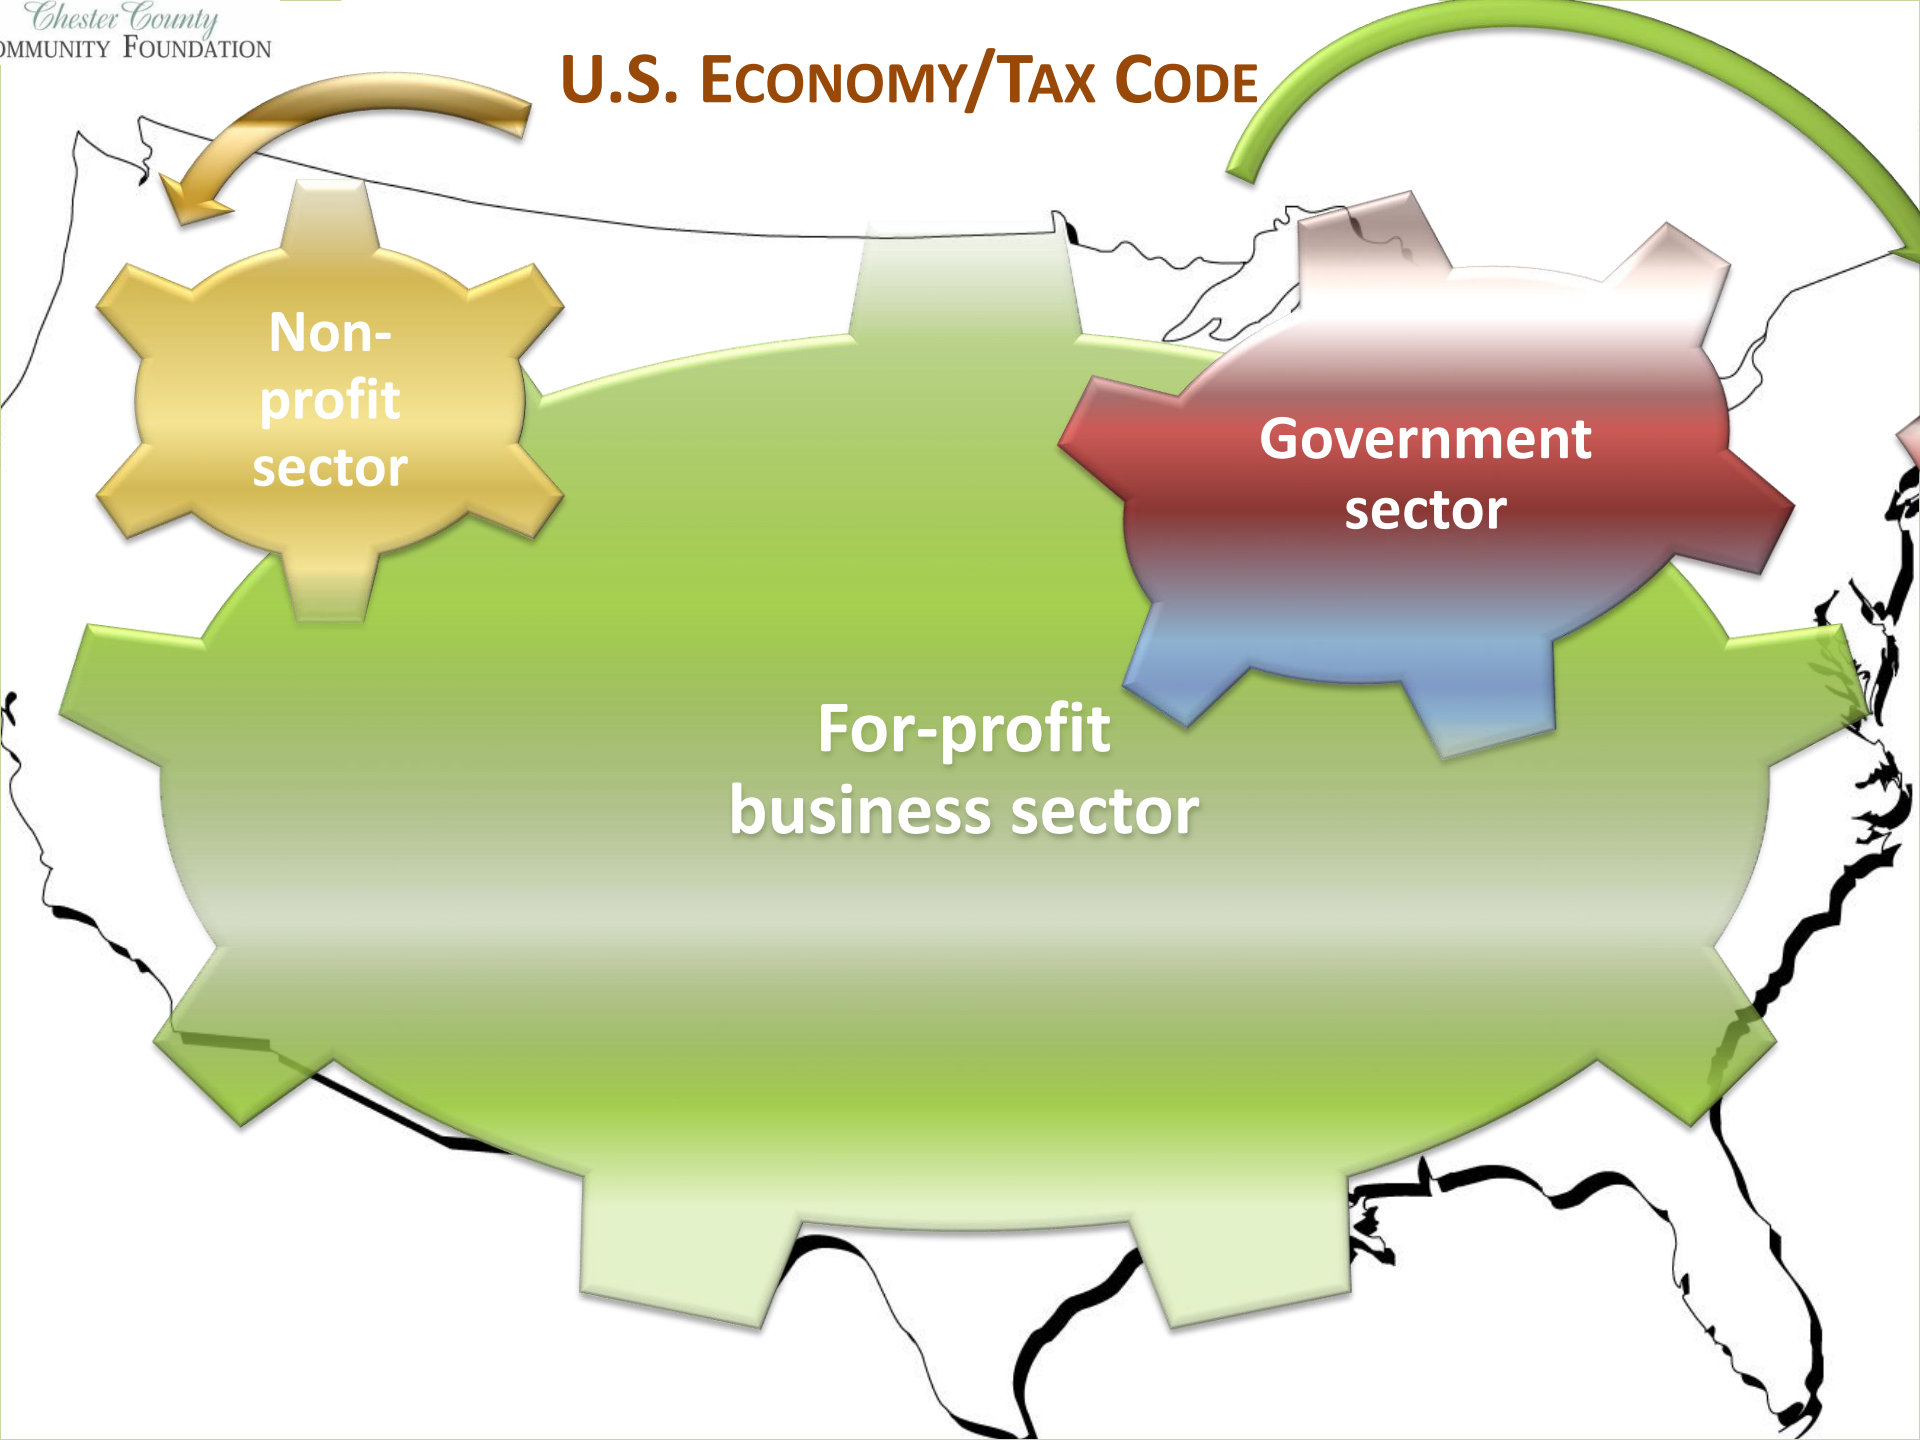 Chester County
OMMUNITY FOUNDATION
U.S. ECONOMY/TAX CODE
Non-
profit
sector
Government
sector
For-profit
business sector